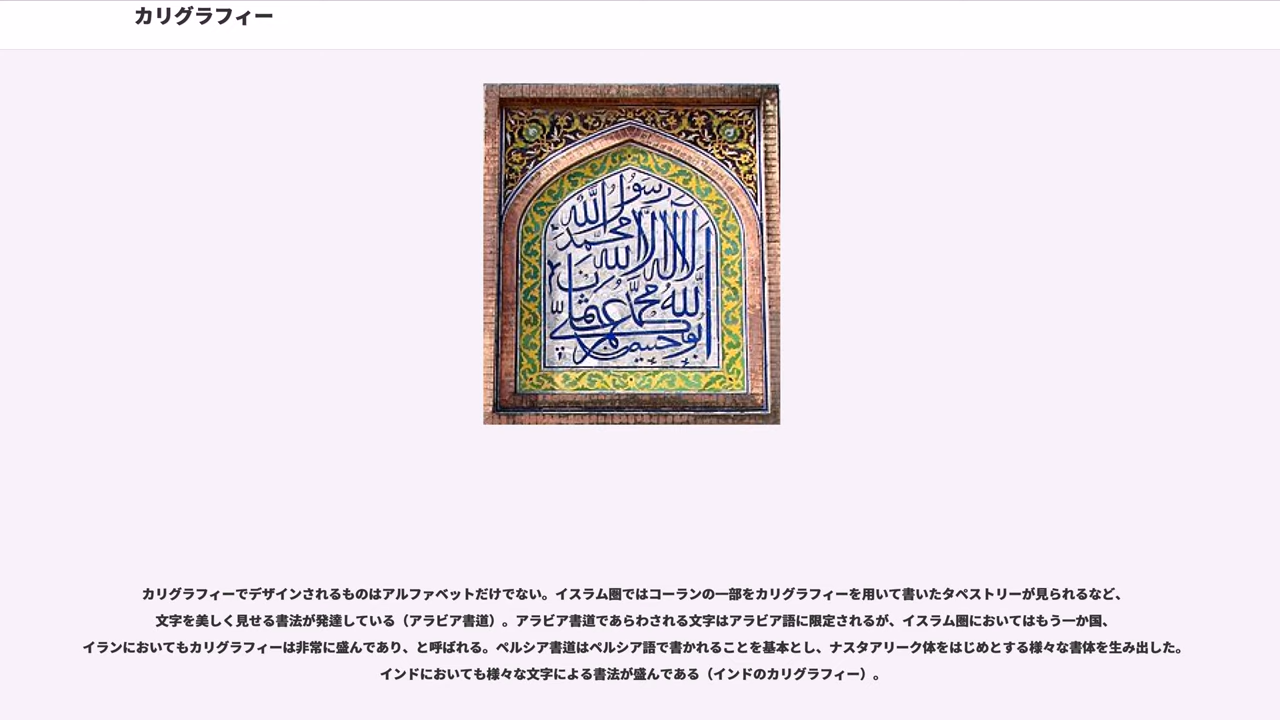 カリグラフィー
رسول الله
محمد
لا اله الا الله
الله محمد عثمان
ابوبكر عمر علي
カリグラフィーでデザインされるものはアルファベットだけでない。イスラム圏ではコーランの一部をカリグラフィーを用いて書いたタペストリーが見られるなど、
文字を美しく見せる書法が発達している（アラビア書道）。アラビア書道であらわされる文字はアラビア語に限定されるが、イスラム圏においてはもう一か国、
イランにおいてもカリグラフィーは非常に盛んであり、と呼ばれる。ペルシア書道はペルシア語で書かれることを基本とし、ナスタアリーク体をはじめとする様々な書体を生み出した。
インドにおいても様々な文字による書法が盛んである（インドのカリグラフィー）。